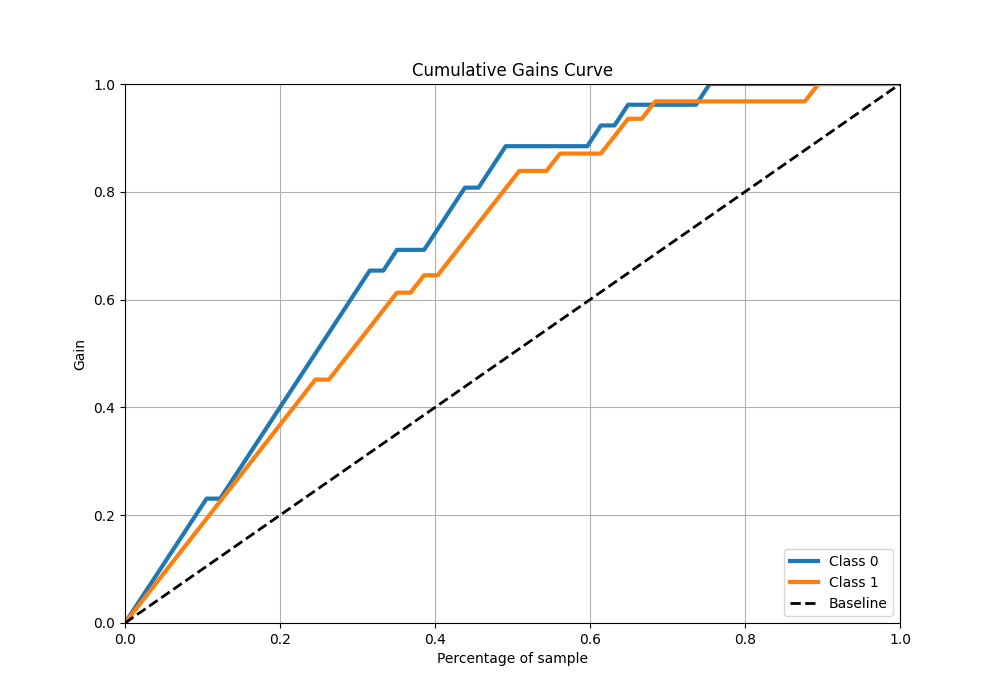 Cumulative Gains Curve
1.0
0.8
0.6
0.4
0.2
0.0
Gain
0.0 0.2 0.4 0.6 0.8 1.0
Percentage of sample
Class 0
Class 1
Baseline